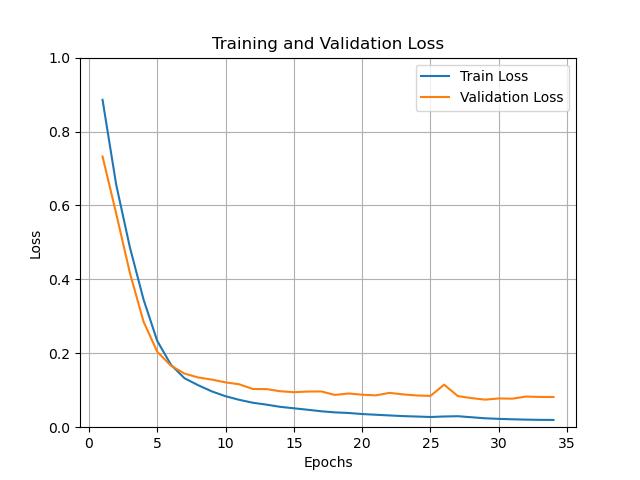 Training and Validation Loss
1.0
0.8
0.6
0.4
0.2
0.0
Loss
Train Loss
Validation Loss
0 5 10 15 20 25 30 35
Epochs